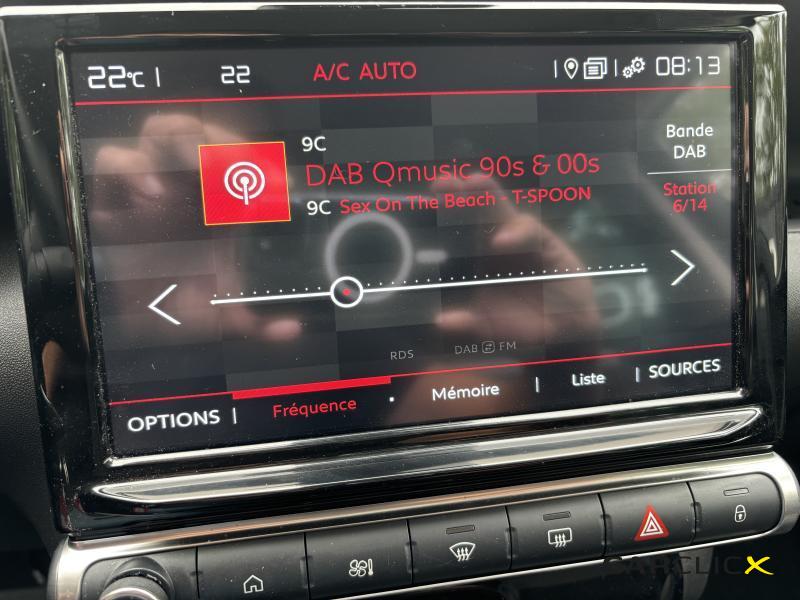 22°C | 22 A/C AUTO 08:13
Bande
DAB
Station
6/14
9C
DAB Qmusic 90s & 00s
9C Sex On The Beach - T-SPOON
RDS DAB FM
OPTIONS | Fréquence • Mémoire | Liste | SOURCES
CARCLICX